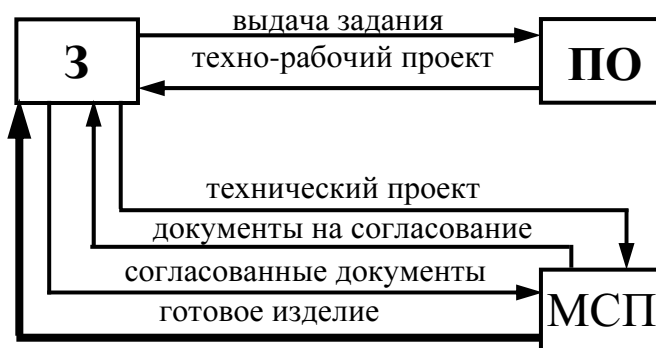 выдача задания
З
техно-рабочий проект
ПО
технический проект
документы на согласование
согласованные документы
готовое изделие
МСП